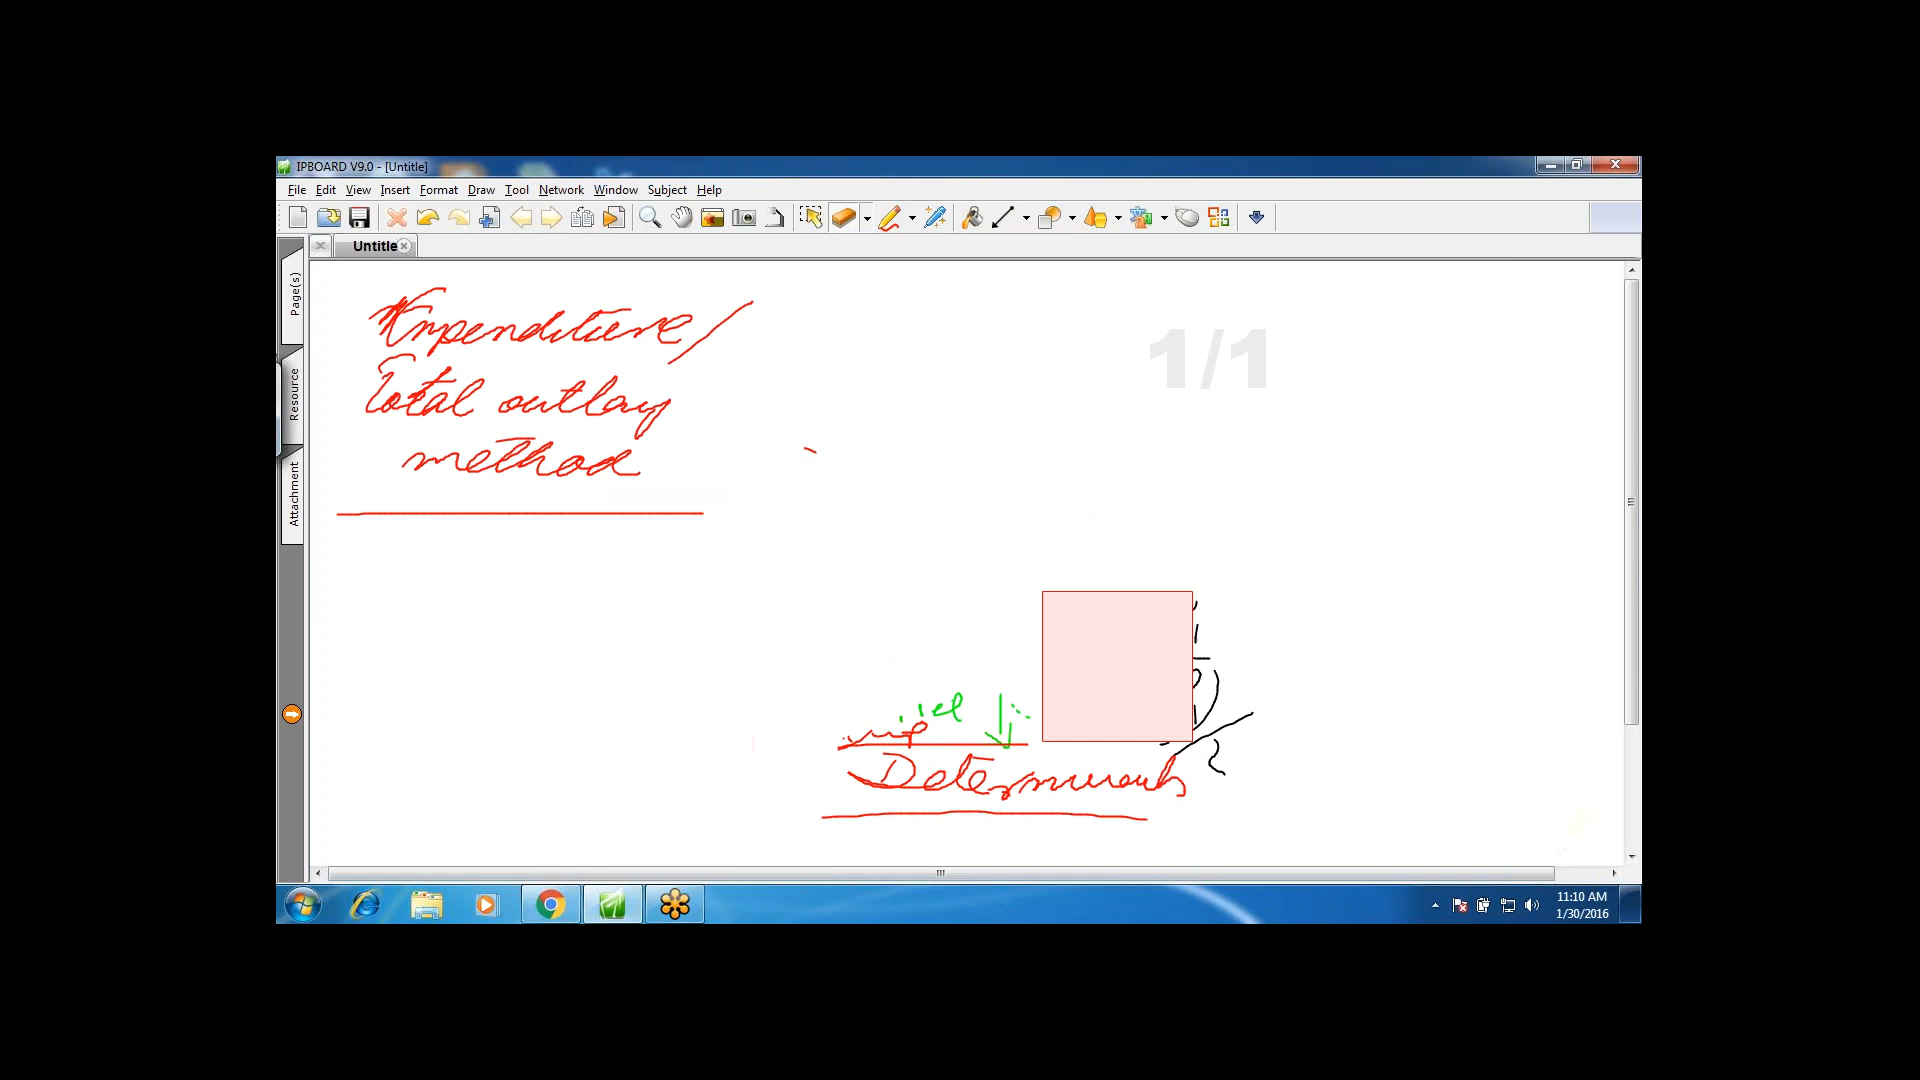 IPBOARD V9.0 - [Untitle]
File Edit View Insert Format Draw Tool Network Window Subject Help
Untitle
Page(s)
Resource
Attachment
1/1
Expenditure/
Total outlay
method
Determinants
2
11:10 AM
1/30/2016